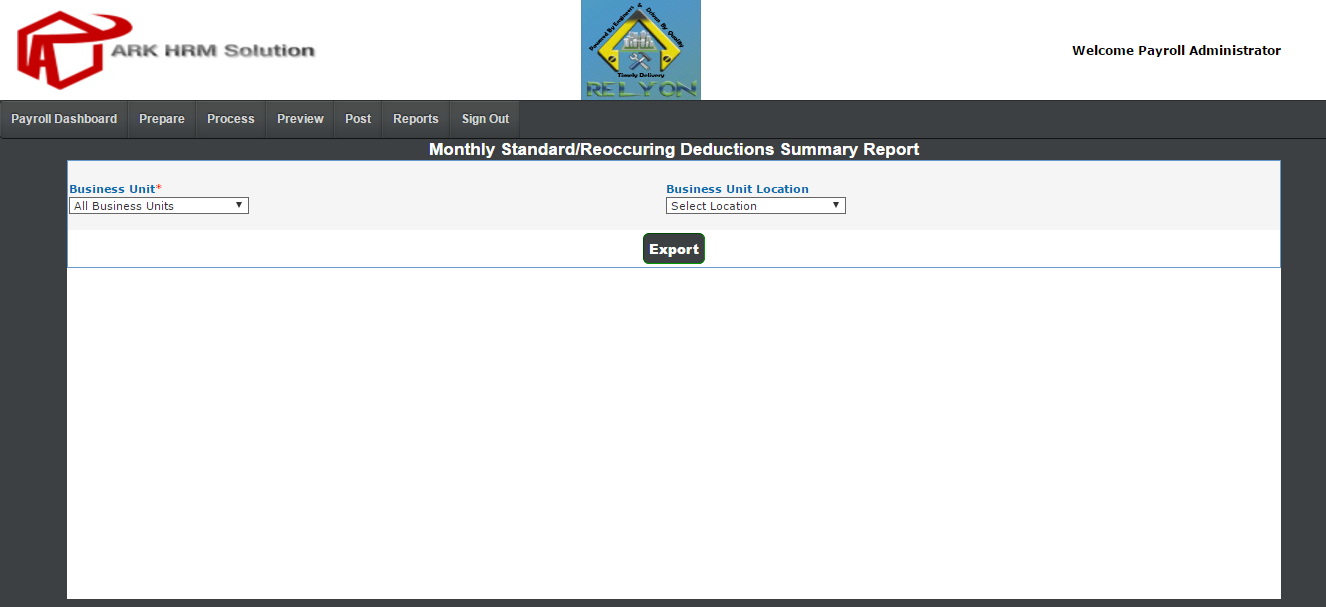 ARK HRM Solution
Powered By Engineers & Driven By Quality
Timely Delivery
RELYON
Welcome Payroll Administrator
Payroll Dashboard Prepare Process Preview Post Reports Sign Out
Monthly Standard/Reoccuring Deductions Summary Report
Business Unit* Business Unit Location
All Business Units Select Location
Export